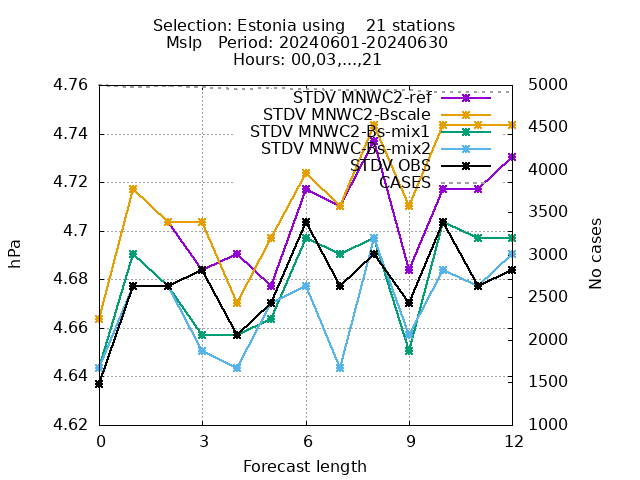 Selection: Estonia using    21 stations
Mslp   Period: 20240601-20240630
Hours: 00,03,...,21
STDV MNWC2-ref
STDV MNWC2-Bscale
STDV MNWC2-Bs-mix1
STDV MNWC-Bs-mix2
STDV OBS
CASES
4.76
4.74
4.72
4.7
4.68
4.66
4.64
4.62
hPa
5000
4500
4000
3500
3000
2500
2000
1500
1000
No cases
0 3 6 9 12
Forecast length